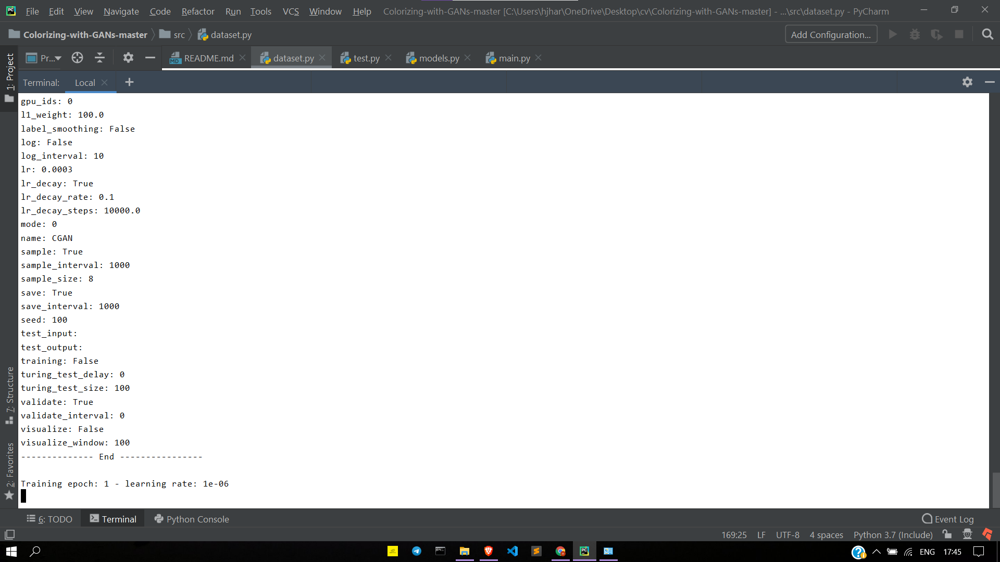 File Edit View Navigate Code Refactor Run Tools VCS Window Help Colorizing-with-GANs-master [C:\Users\hjhar\OneDrive\Desktop\cv\Colorizing-with-GANs-master] - ...\src\dataset.py - PyCharm
Colorizing-with-GANs-master src dataset.py Add Configuration...
Pr... README.md dataset.py test.py models.py main.py
1: Project
Terminal: Local
gpu_ids: 0
l1_weight: 100.0
label_smoothing: False
log: False
log_interval: 10
lr: 0.0003
lr_decay: True
lr_decay_rate: 0.1
lr_decay_steps: 10000.0
mode: 0
name: CGAN
sample: True
sample_interval: 1000
sample_size: 8
save: True
save_interval: 1000
seed: 100
test_input:
test_output:
training: False
turing_test_delay: 0
turing_test_size: 100
validate: True
validate_interval: 0
visualize: False
visualize_window: 100
-------------- End ----------------
Training epoch: 1 - learning rate: 1e-06
7: Structure
2: Favorites
6: TODO Terminal Python Console Event Log
169:25 LF UTF-8 4 spaces Python 3.7 (Include)
ENG 17:45